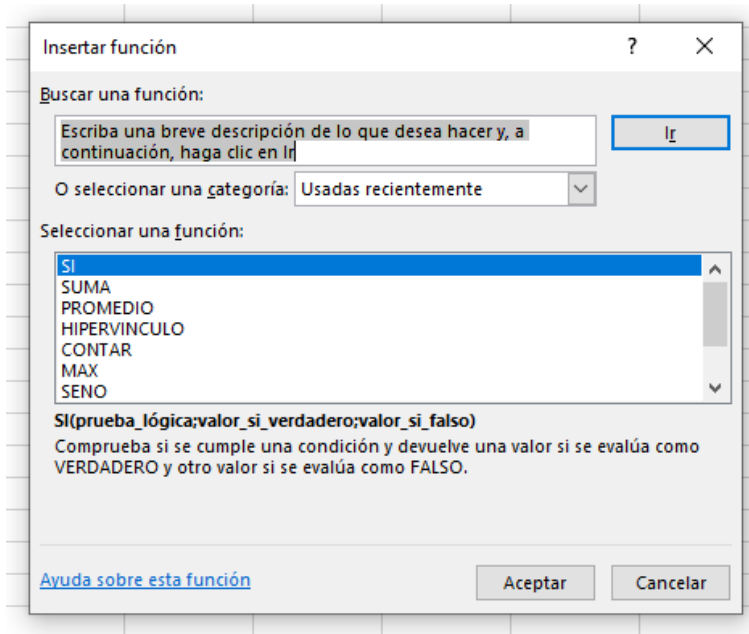 Insertar función ? X
Buscar una función:
Escriba una breve descripción de lo que desea hacer y, a
continuación, haga clic en Ir
Ir
O seleccionar una categoría: Usadas recientemente
Seleccionar una función:
SI
SUMA
PROMEDIO
HIPERVINCULO
CONTAR
MAX
SENO
SI(prueba_lógica;valor_si_verdadero;valor_si_falso)
Comprueba si se cumple una condición y devuelve una valor si se evalúa como
VERDADERO y otro valor si se evalúa como FALSO.
Ayuda sobre esta función
Aceptar
Cancelar